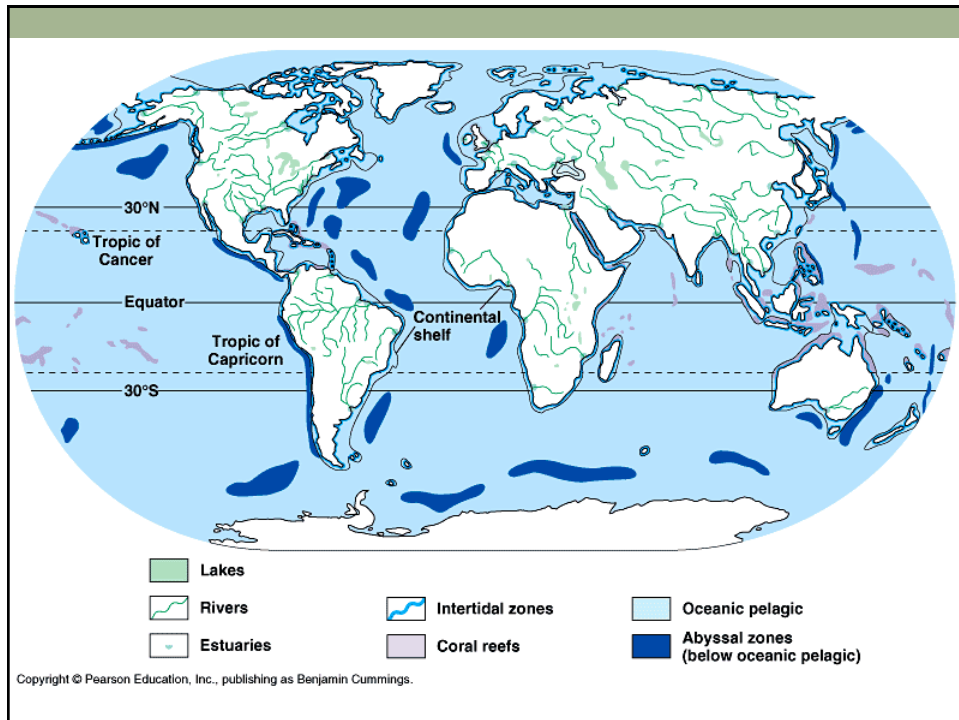 30°N
Tropic of
Cancer
Equator
Continental
shelf
Tropic of
Capricorn
30°S
Lakes
Rivers
Intertidal zones
Oceanic pelagic
Estuaries
Coral reefs
Abyssal zones
(below oceanic pelagic)
Copyright © Pearson Education, Inc., publishing as Benjamin Cummings.